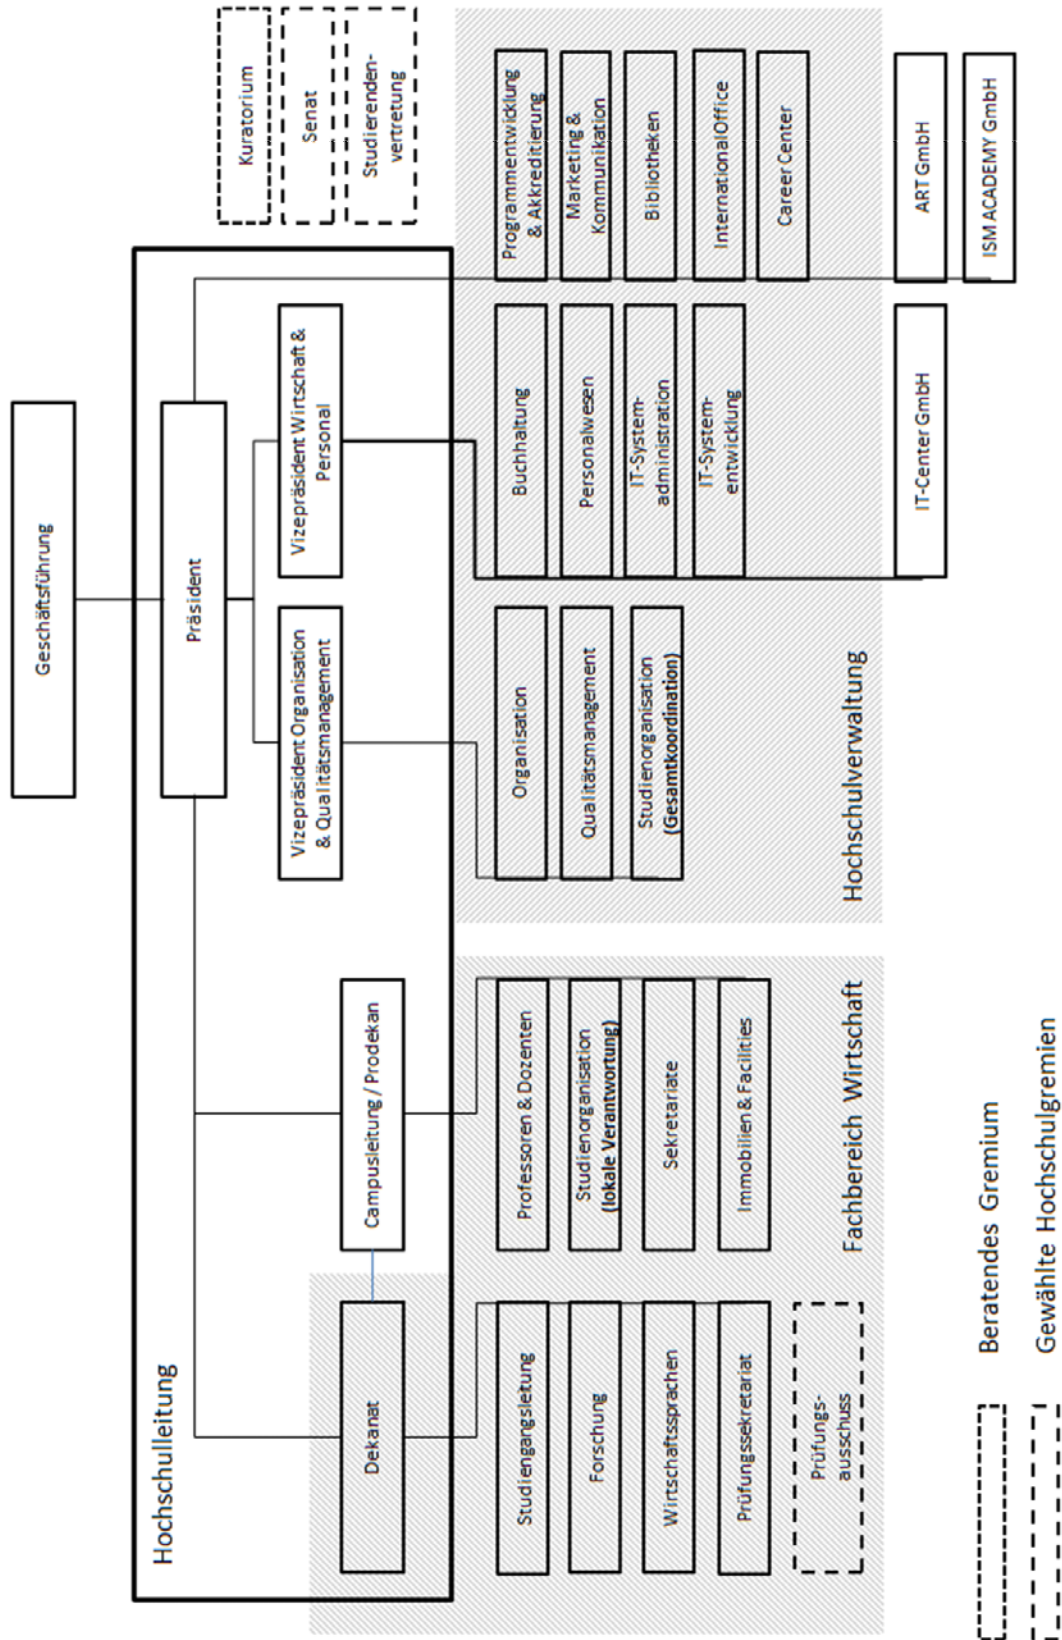 Geschäftsführung
Hochschulleitung
Präsident
Kuratorium
Senat
Studierenden-
vertretung
Vizepräsident Organisation
& Qualitätsmanagement
Vizepräsident Wirtschaft &
Personal
Dekanat
Campusleitung / Prodekan
Studiengangsletung
Forschung
Wirtschaftssprachen
Prüfungssekretariat
Prüfungs-
ausschuss
Professoren & Dozenten
Studienorganisation
(lokale Verantwortung)
Sekretariate
Immobilien & Facilities
Fachbereich Wirtschaft
Organisation
Qualitätsmanagement
Studienorganisation
(Gesamtkoordination)
Buchhaltung
Personalwesen
IT-System-
administration
IT-System-
entwicklung
Programmentwicklung
& Akkreditierung
Marketing &
Kommunikation
Bibliotheken
International Office
Career Center
Hochschulverwaltung
IT-Center GmbH
ART GmbH
ISM ACADEMY GmbH
Beratendes Gremium
Gewählte Hochschulgremien